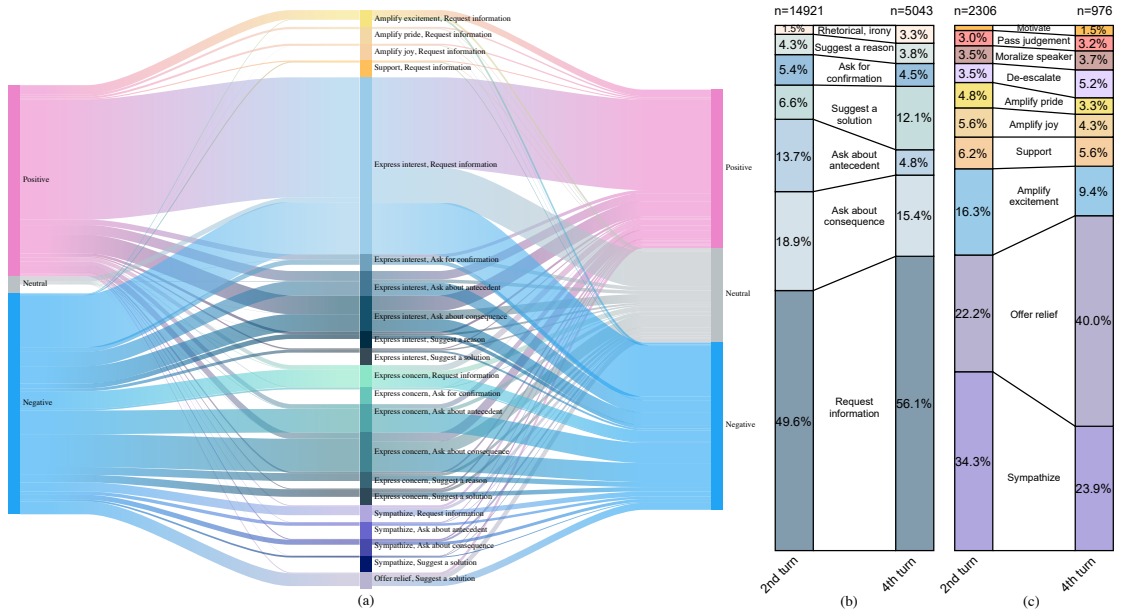 Positive
Neutral
Negative
Amplify excitement, Request information
Amplify pride, Request information
Amplify joy, Request information
Support, Request information
Express interest, Request information
Express interest, Ask for confirmation
Express interest, Ask about antecedent
Express interest, Ask about consequence
Express interest, Suggest a reason
Express interest, Suggest a solution
Express concern, Request information
Express concern, Ask for confirmation
Express concern, Ask about antecedent
Express concern, Ask about consequence
Express concern, Suggest a reason
Express concern, Suggest a solution
Sympathize, Request information
Sympathize, Ask about antecedent
Sympathize, Ask about consequence
Sympathize, Suggest a solution
Offer relief, Suggest a solution
Positive
Neutral
Negative
(a)
n=14921
n=5043
1.5%
Rhetorical, irony
3.3%
4.3%
Suggest a reason
3.8%
5.4%
Ask for
confirmation
4.5%
6.6%
Suggest a
solution
12.1%
13.7%
Ask about
antecedent
4.8%
18.9%
Ask about
consequence
15.4%
49.6%
Request
information
56.1%
2nd turn
4th turn
(b)
n=2306
n=976
Motivate
1.5%
3.0%
Pass judgement
3.2%
3.5%
Moralize speaker
3.7%
3.5%
De-escalate
5.2%
4.8%
Amplify pride
3.3%
5.6%
Amplify joy
4.3%
6.2%
Support
5.6%
16.3%
Amplify
excitement
9.4%
22.2%
Offer relief
40.0%
34.3%
Sympathize
23.9%
2nd turn
4th turn
(c)